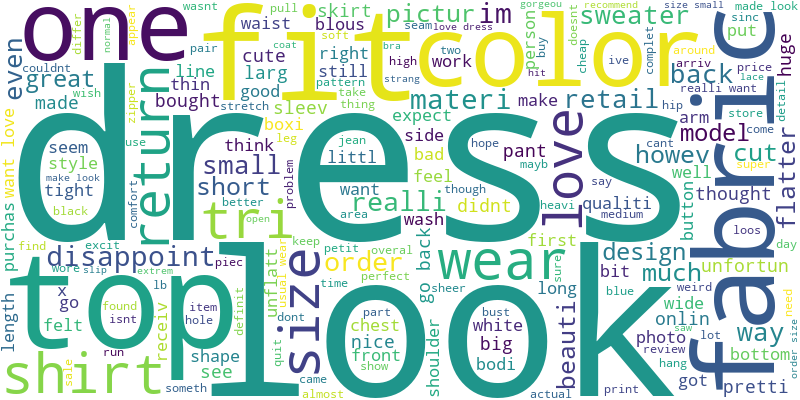 one
fit
color
dress
look
top
fabric
love
return
tri
wear
shirt
size
disappoint
order
realli
small
short
materi
retail
sweater
back
model
cut
howev
much
design
way
flatter
huge
beauti
even
great
made
bought
think
style
tight
seem
line
thin
larg
good
cute
waist
blous
skirt
still
right
sleev
boxi
littl
pictur
im
work
make
expect
side
bad
feel
pant
want
wash
didnt
qualiti
person
put
arm
thought
well
button
unfortun
bit
wide
onlin
photo
bottom
pretti
got
long
first
go back
shoulder
white
big
bodi
nice
front
chest
unflatt
shape
see
receiv
felt
length
purchas
want love
x
go
wasnt
differ
normal
appear
couldnt
wish
pair
zipper
use
make look
black
comfort
find
excit
wore
slip
extrem
found
isnt
run
sale
someth
item
hole
piec
lb
definit
better
open
stretch
leg
problem
jean
area
pattern
seam
pull
coat
soft
bra
take
thing
love dress
two
high
strang
gorgeou
recommend
doesnt
buy
hit
cheap
ive
complet
size small
made look
sinc
around
arriv
price
realli want
lace
hip
store
come
detail
cant
super
say
medium
heavi
hope
mayb
though
keep
petit
overal
time
perfect
sheer
usual wear
quit
dont
came
almost
part
show
bust
sure
blue
weird
lot
saw
review
hang
print
actual
loos
day
need
order size